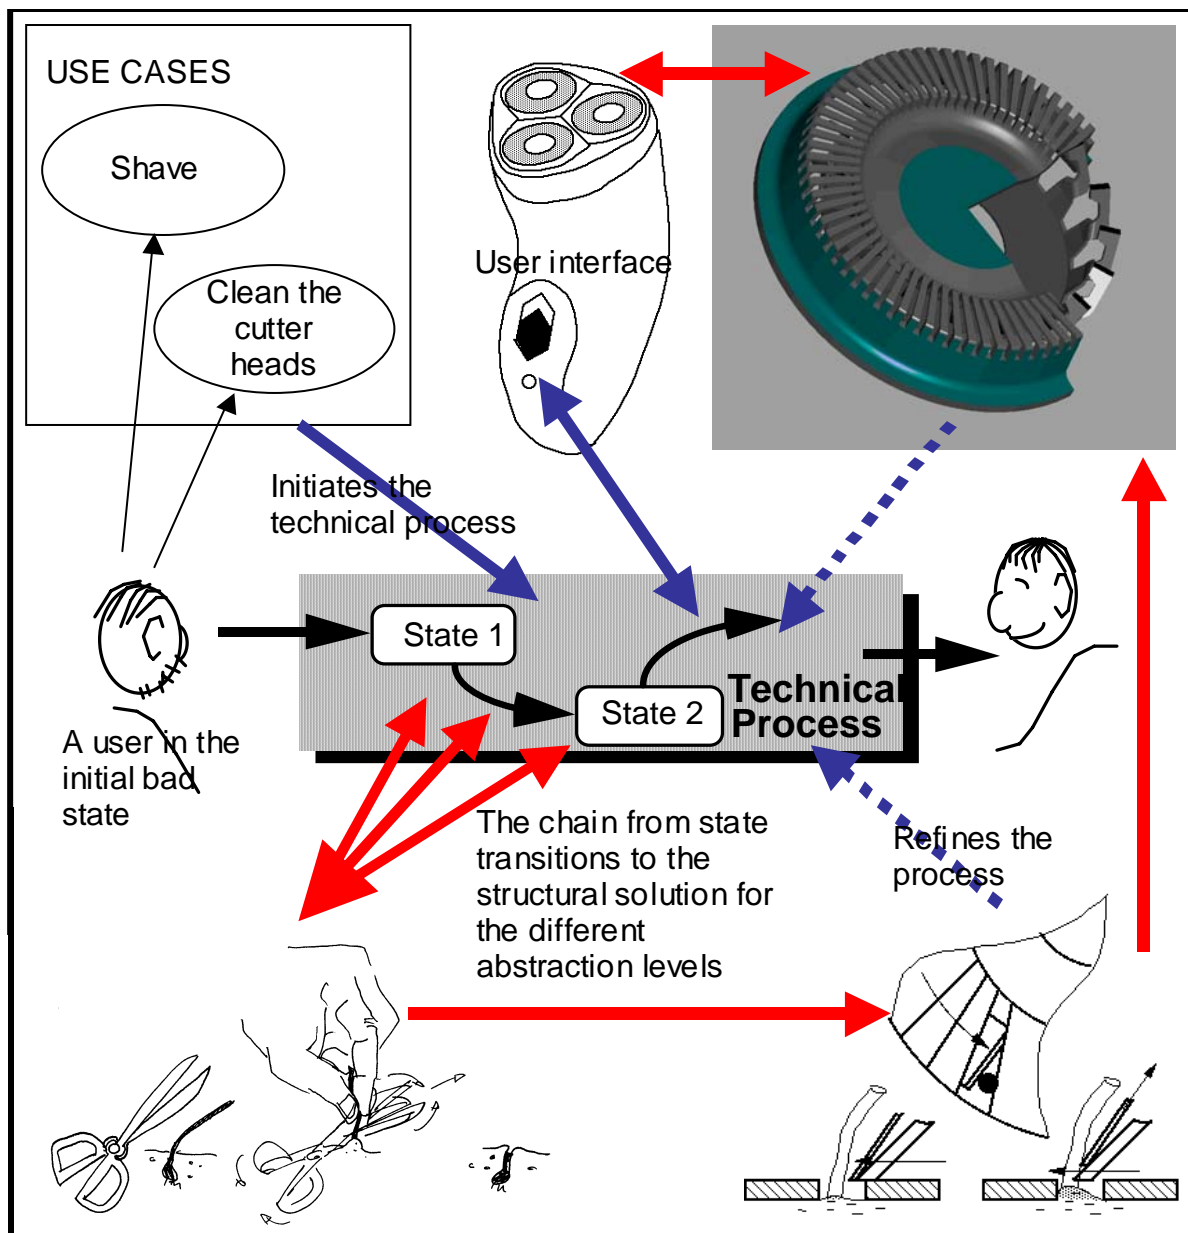 USE CASES
Shave
Clean the
cutter
heads
User interface
Initiates the
technical process
State 1
State 2
Technical
Process
A user in the
initial bad
state
The chain from state
transitions to the
structural solution for
the different
abstraction levels
Refines the
process